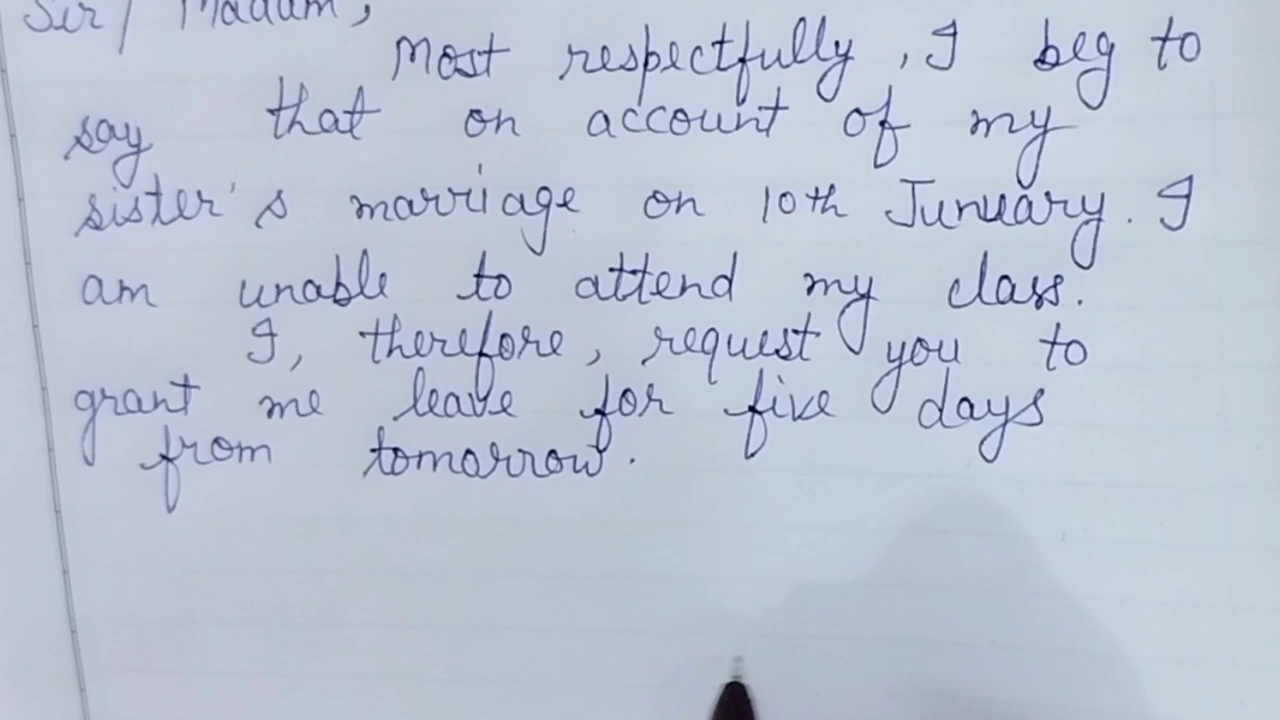 Sir/ Madam,
Most respectfully, I beg to
say that on account of my
sister's marriage on 10th Junuary. I
am unable to attend my class.
I, therefore, request you to
grant me leave for five days
from tomorrow.